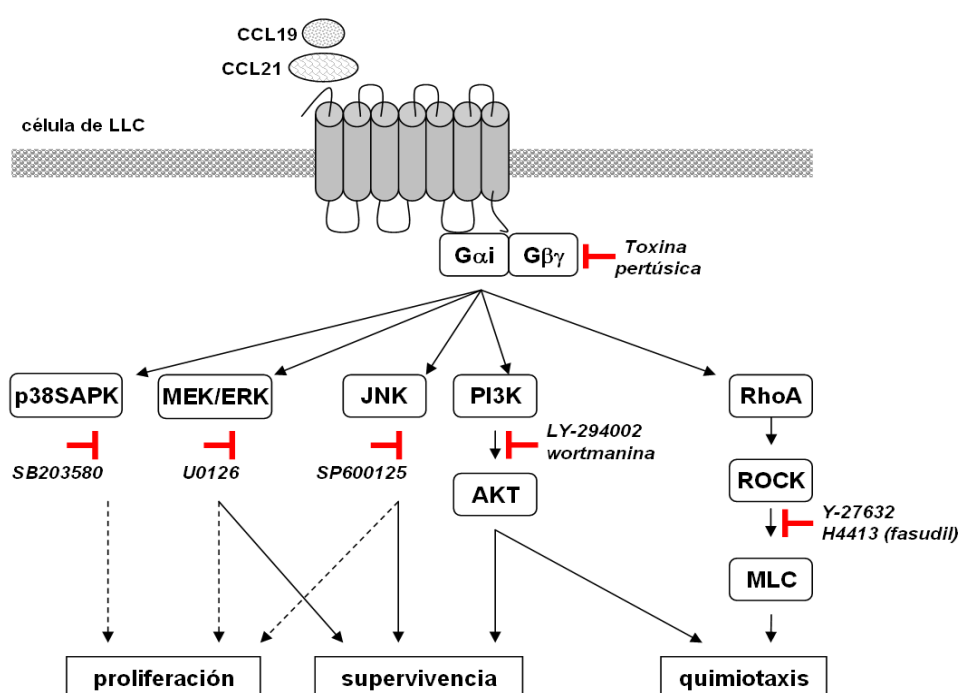 CCL19
CCL21
célula de LLC
Gαi
Gβγ
Toxina
pertúsica
p38SAPK
MEK/ERK
JNK
PI3K
RhoA
SB203580
U0126
SP600125
LY-294002
wortmanina
AKT
ROCK
Y-27632
H4413 (fasudil)
MLC
proliferación
supervivencia
quimiotaxis